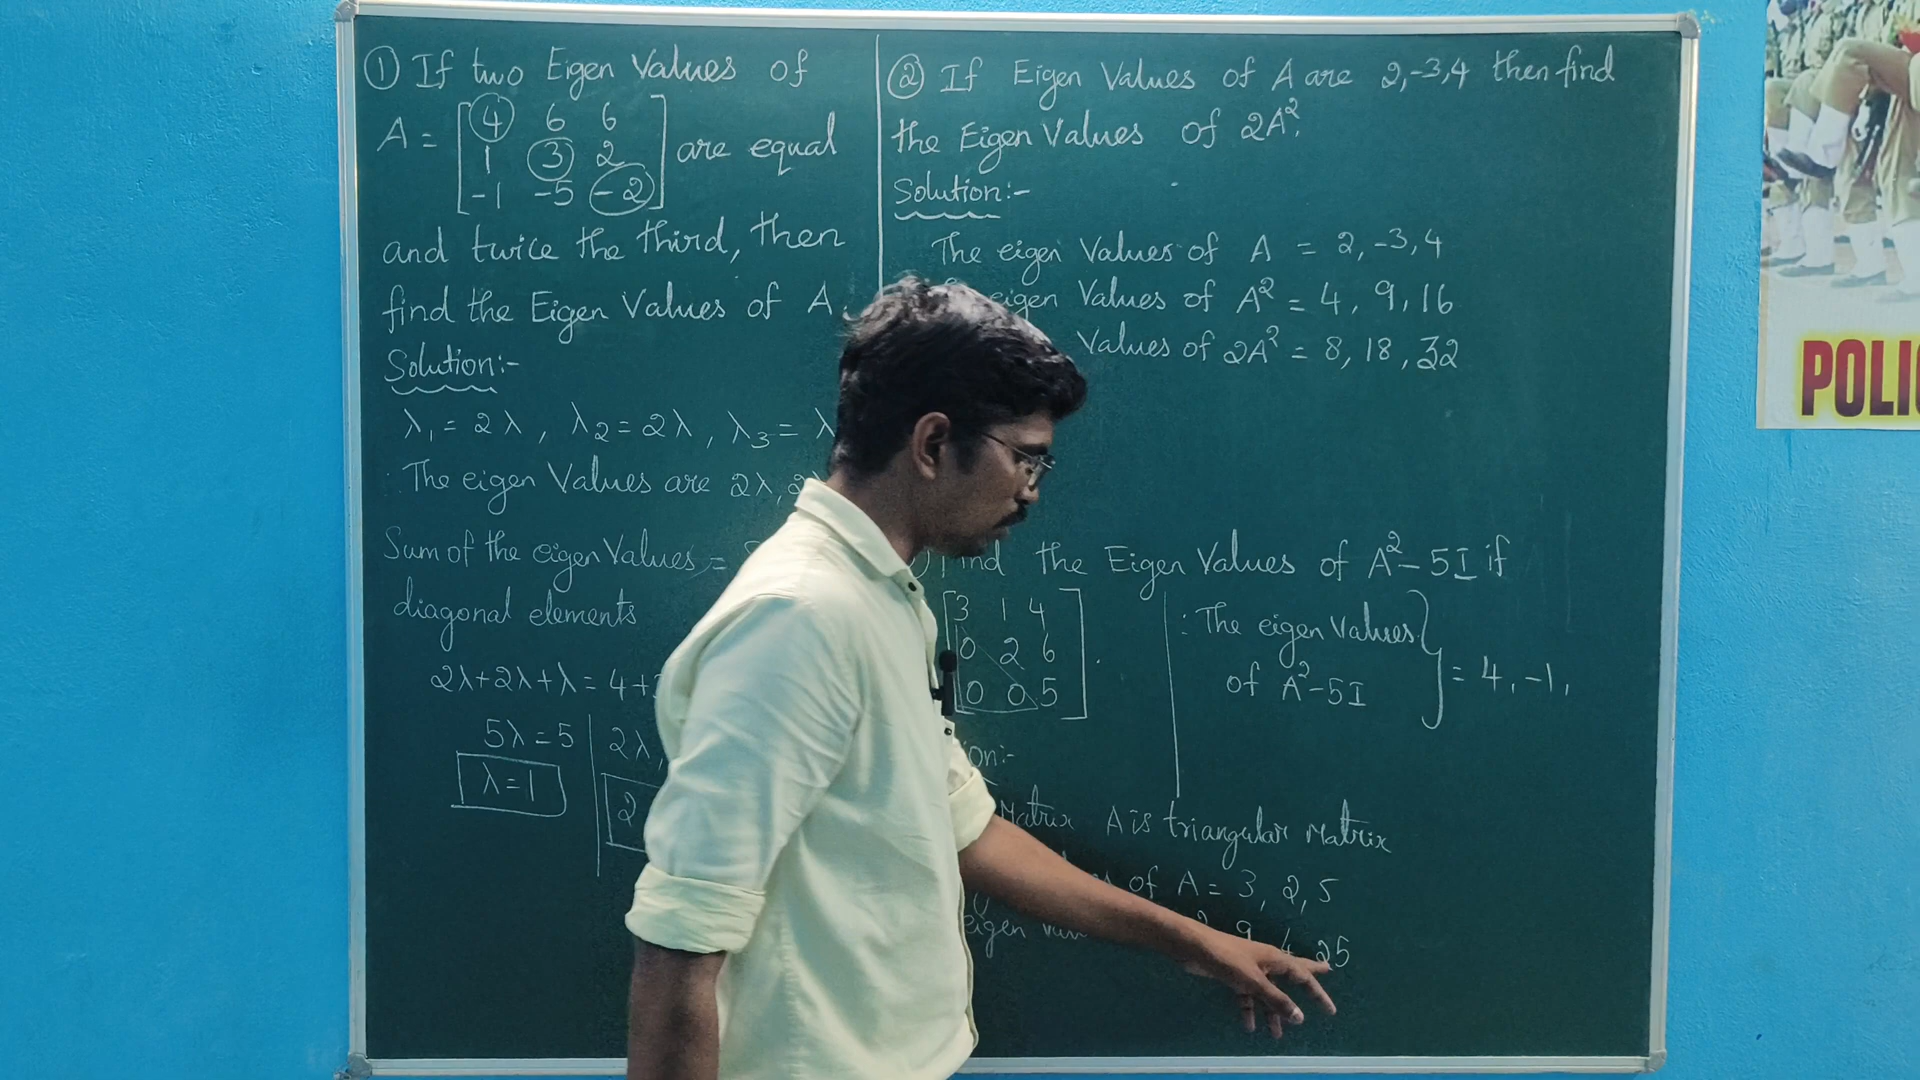 ① If two Eigen Values of
A = [4 6 6
1 3 2
-1 -5 -2] are equal
and twice the third, then
find the Eigen Values of A.
Solution:-
λ₁ = 2λ, λ₂ = 2λ, λ₃ = λ
The eigen Values are 2λ, 2λ
Sum of the eigen Values =
diagonal elements
2λ+2λ+λ = 4+
5λ = 5
λ = 1
2λ,
2
② If Eigen Values of A are 2,-3,4 then find
the Eigen Values of 2A².
Solution:-
The eigen Values of A = 2, -3, 4
eigen Values of A² = 4, 9, 16
Values of 2A² = 8, 18, 32
Find the Eigen Values of A²-5I if
[3 1 4
0 2 6
0 0 5].
ion:-
Matrix A is triangular Matrix
of A = 3, 2, 5
eigen 9 4 25
: The eigen Values
of A²-5I } = 4, -1,
POLIC